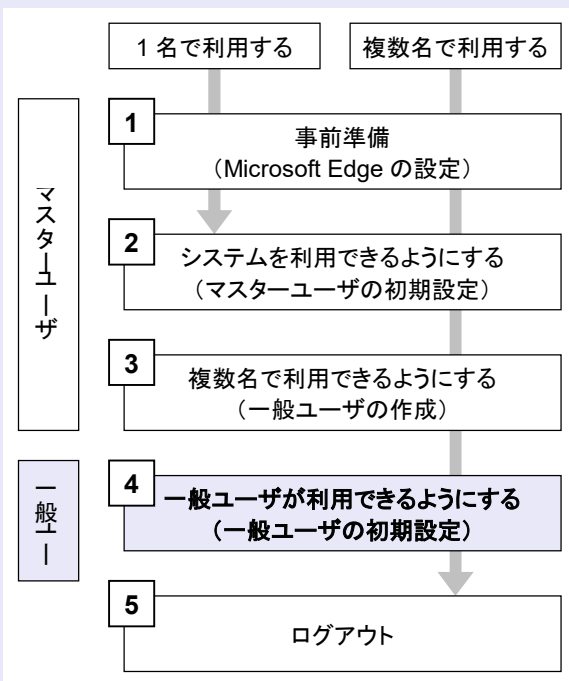 1 名で利用する
複数名で利用する
マスターユーザ
1
事前準備
（Microsoft Edge の設定）
2
システムを利用できるようにする
（マスターユーザの初期設定）
3
複数名で利用できるようにする
（一般ユーザの作成）
一般ユー
4
一般ユーザが利用できるようにする
（一般ユーザの初期設定）
5
ログアウト